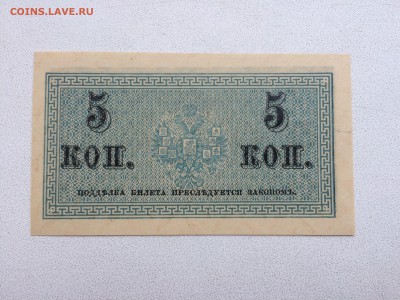 COINS.LAVE.RU
5 5
КОП. КОП.
ПОДДѢЛКА БИЛЕТА ПРЕСЛѢДУЕТСЯ ЗАКОНОМЪ.